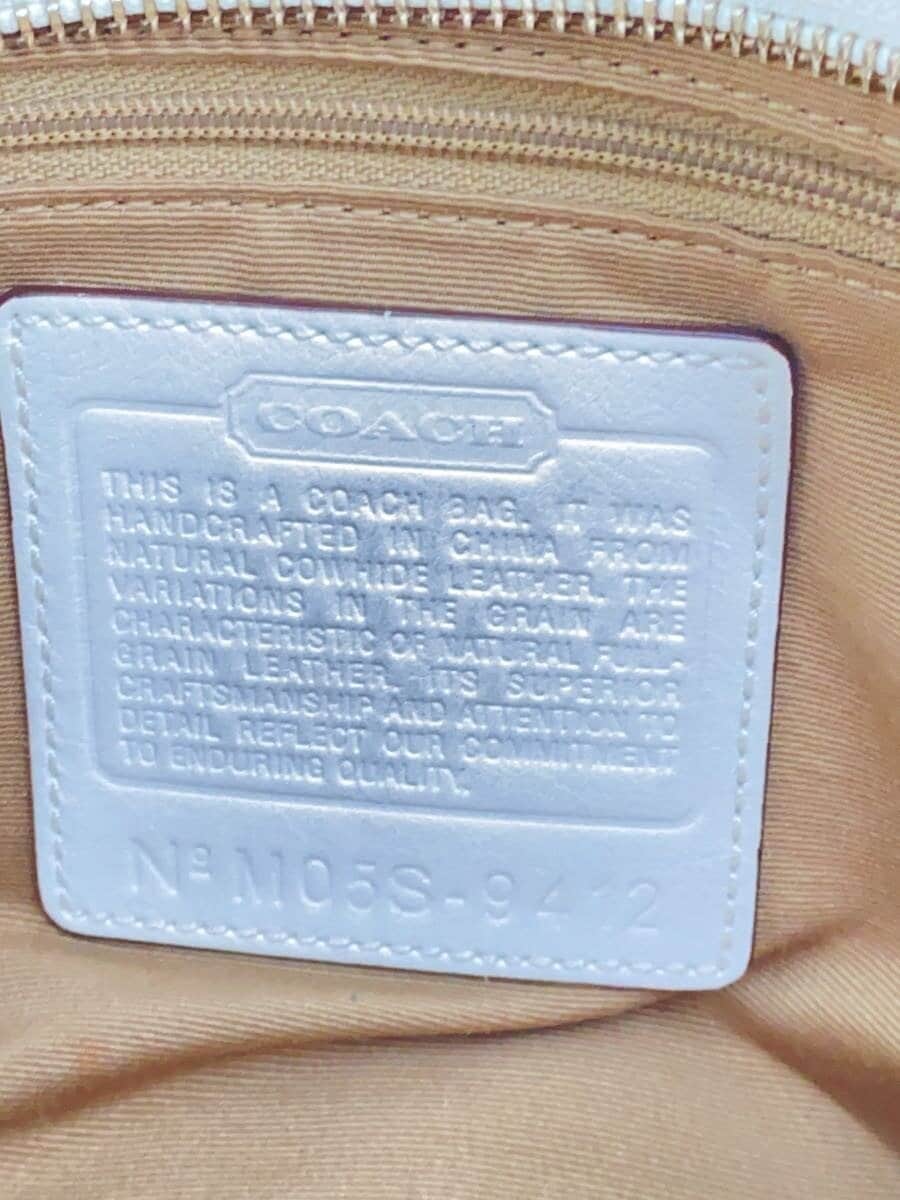 COACH
THIS IS A COACH BAG. IT WAS
HANDCRAFTED IN CHINA FROM
NATURAL COWHIDE LEATHER. THE
VARIATIONS IN THE GRAIN ARE
CHARACTERISTIC OF NATURAL FULL-
GRAIN LEATHER. ITS SUPERIOR
CRAFTSMANSHIP AND ATTENTION TO
DETAIL REFLECT OUR COMMITMENT
TO ENDURING QUALITY.
Nº M05S-9412